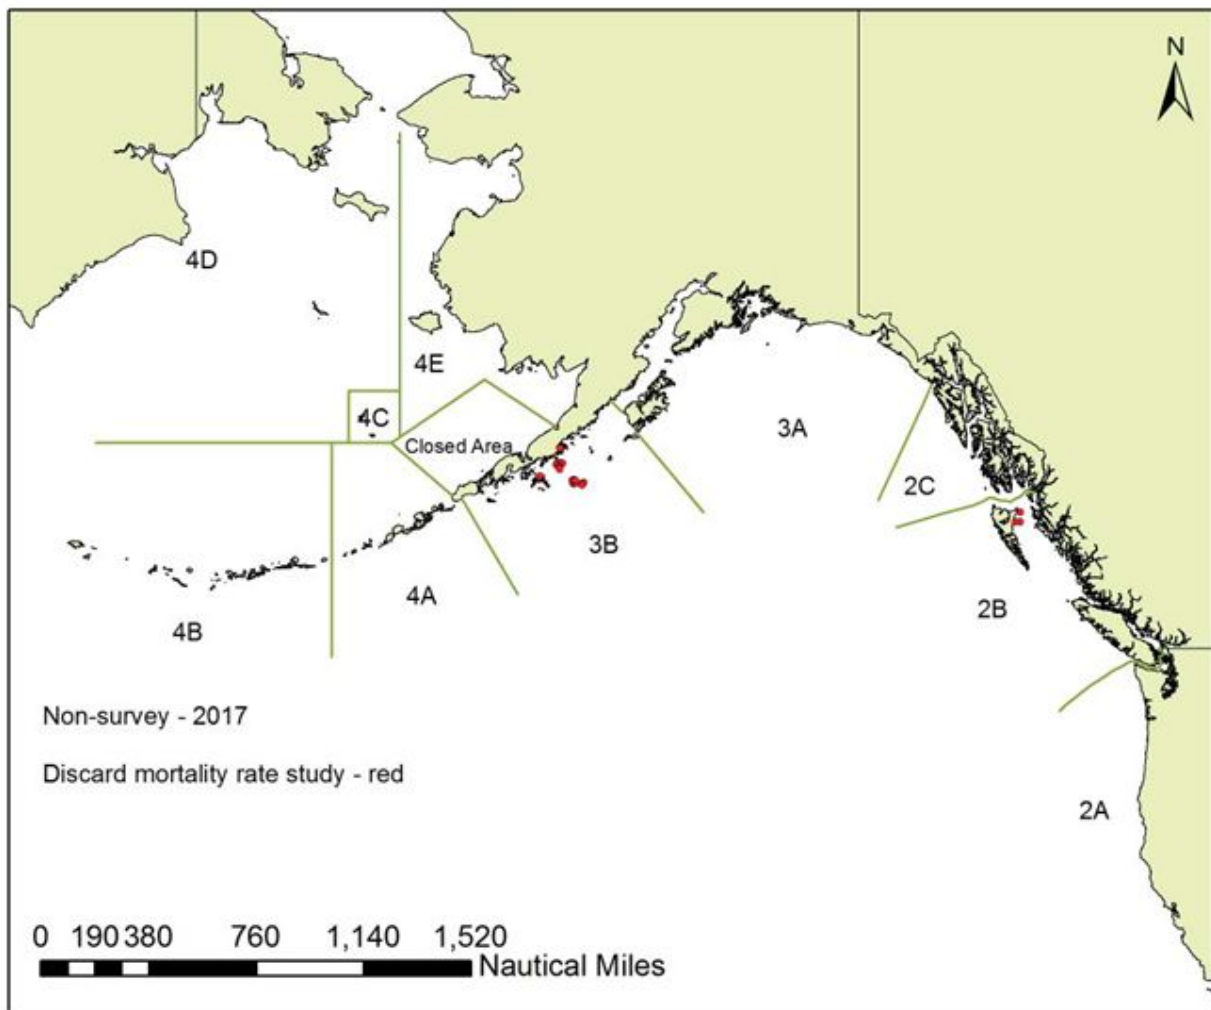 N
4D
4E
4C
Closed Area
3A
2C
3B
4A
2B
4B
Non-survey - 2017
Discard mortality rate study - red
2A
0 190 380 760 1,140 1,520
Nautical Miles